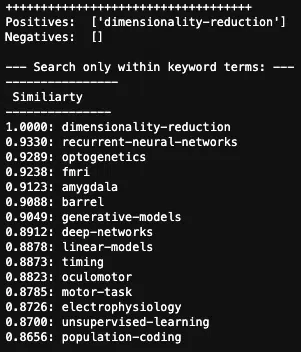 +++++++++++++++++++++++++++++++++++
Positives:  ['dimensionality-reduction']
Negatives:  []
--- Search only within keyword terms: ---
----------------
 Similiarty
---------------
1.0000: dimensionality-reduction
0.9330: recurrent-neural-networks
0.9289: optogenetics
0.9238: fmri
0.9123: amygdala
0.9088: barrel
0.9049: generative-models
0.8912: deep-networks
0.8878: linear-models
0.8873: timing
0.8823: oculomotor
0.8785: motor-task
0.8726: electrophysiology
0.8700: unsupervised-learning
0.8656: population-coding